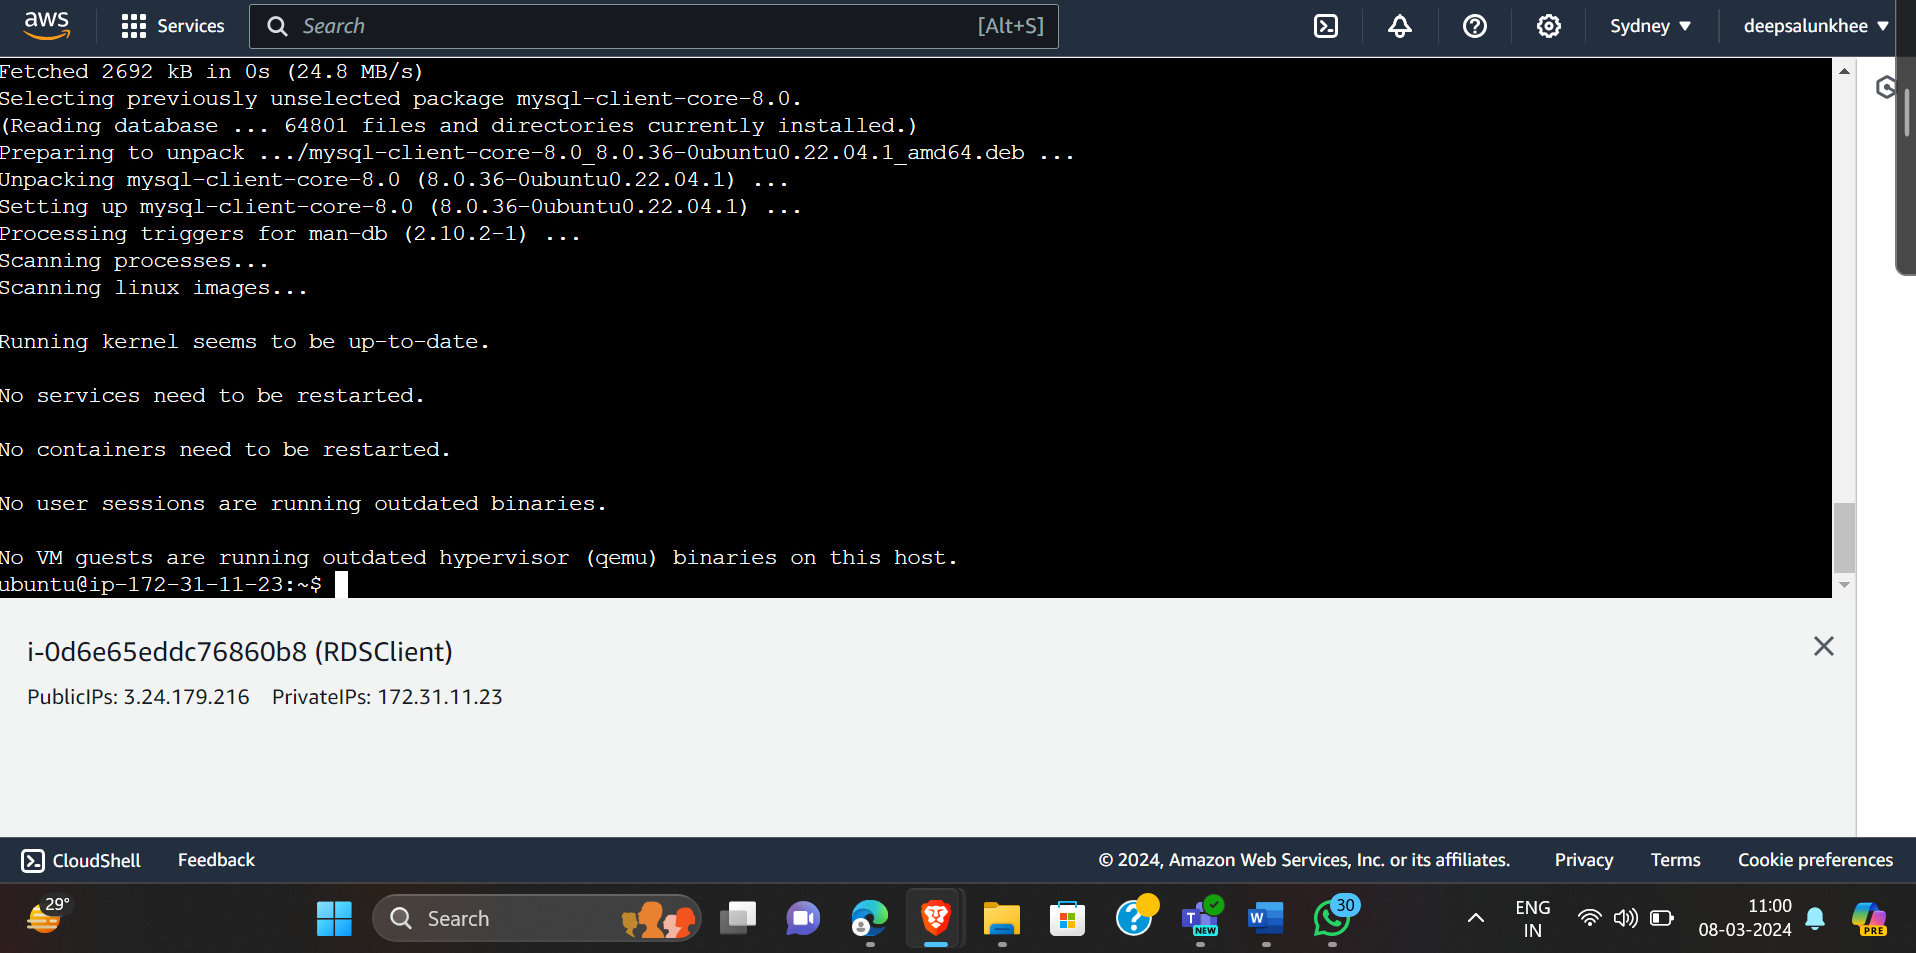 aws
Services
Search
[Alt+S]
Sydney
deepsalunkhee
Fetched 2692 kB in 0s (24.8 MB/s)
Selecting previously unselected package mysql-client-core-8.0.
(Reading database ... 64801 files and directories currently installed.)
Preparing to unpack .../mysql-client-core-8.0_8.0.36-0ubuntu0.22.04.1_amd64.deb ...
Unpacking mysql-client-core-8.0 (8.0.36-0ubuntu0.22.04.1) ...
Setting up mysql-client-core-8.0 (8.0.36-0ubuntu0.22.04.1) ...
Processing triggers for man-db (2.10.2-1) ...
Scanning processes...
Scanning linux images...
Running kernel seems to be up-to-date.
No services need to be restarted.
No containers need to be restarted.
No user sessions are running outdated binaries.
No VM guests are running outdated hypervisor (qemu) binaries on this host.
ubuntu@ip-172-31-11-23:~$
i-0d6e65eddc76860b8 (RDSClient)
PublicIPs: 3.24.179.216 PrivateIPs: 172.31.11.23
CloudShell
Feedback
© 2024, Amazon Web Services, Inc. or its affiliates.
Privacy
Terms
Cookie preferences
29°
Search
T
NEW
W
30
ENG
IN
11:00
08-03-2024
PRE